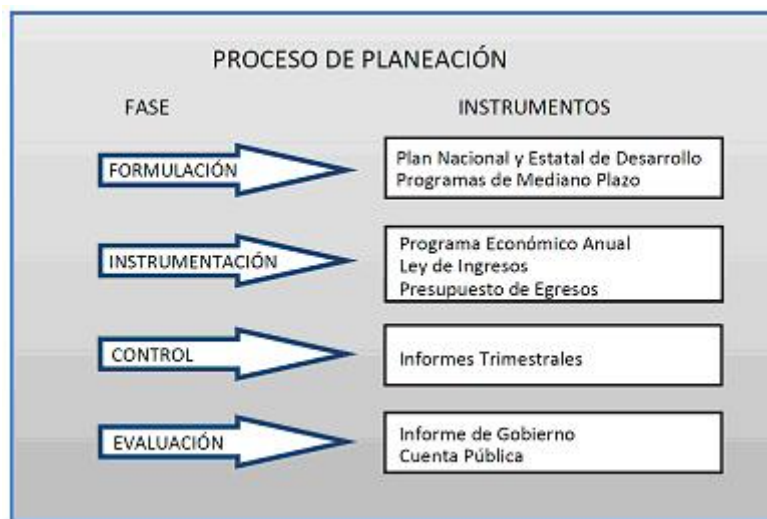 PROCESO DE PLANEACIÓN
FASE
INSTRUMENTOS
FORMULACIÓN
Plan Nacional y Estatal de Desarrollo
Programas de Mediano Plazo
INSTRUMENTACIÓN
Programa Económico Anual
Ley de Ingresos
Presupuesto de Egresos
CONTROL
Informes Trimestrales
EVALUACIÓN
Informe de Gobierno
Cuenta Pública